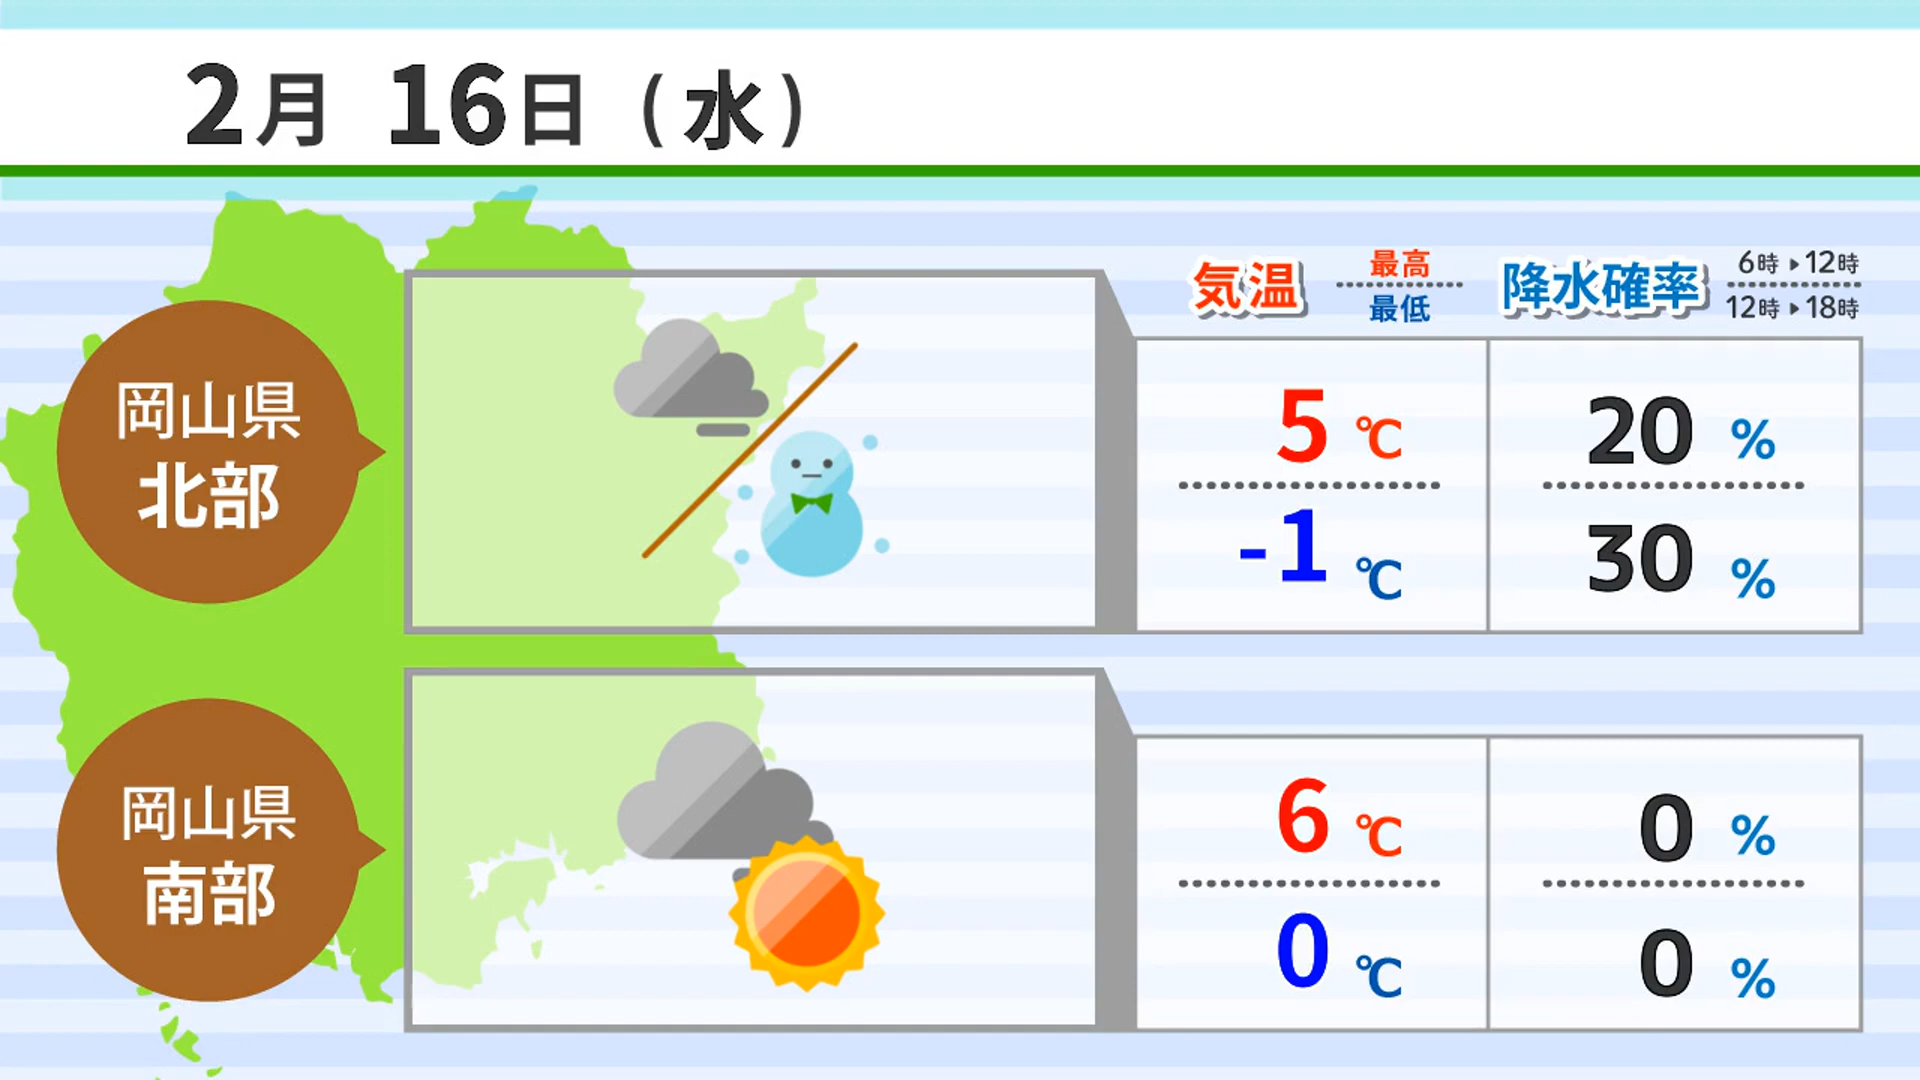 2月 16日(水)
気温 最高 最低
降水確率 6時▶12時 12時▶18時
岡山県
北部
5℃
-1℃
20%
30%
岡山県
南部
6℃
0℃
0%
0%